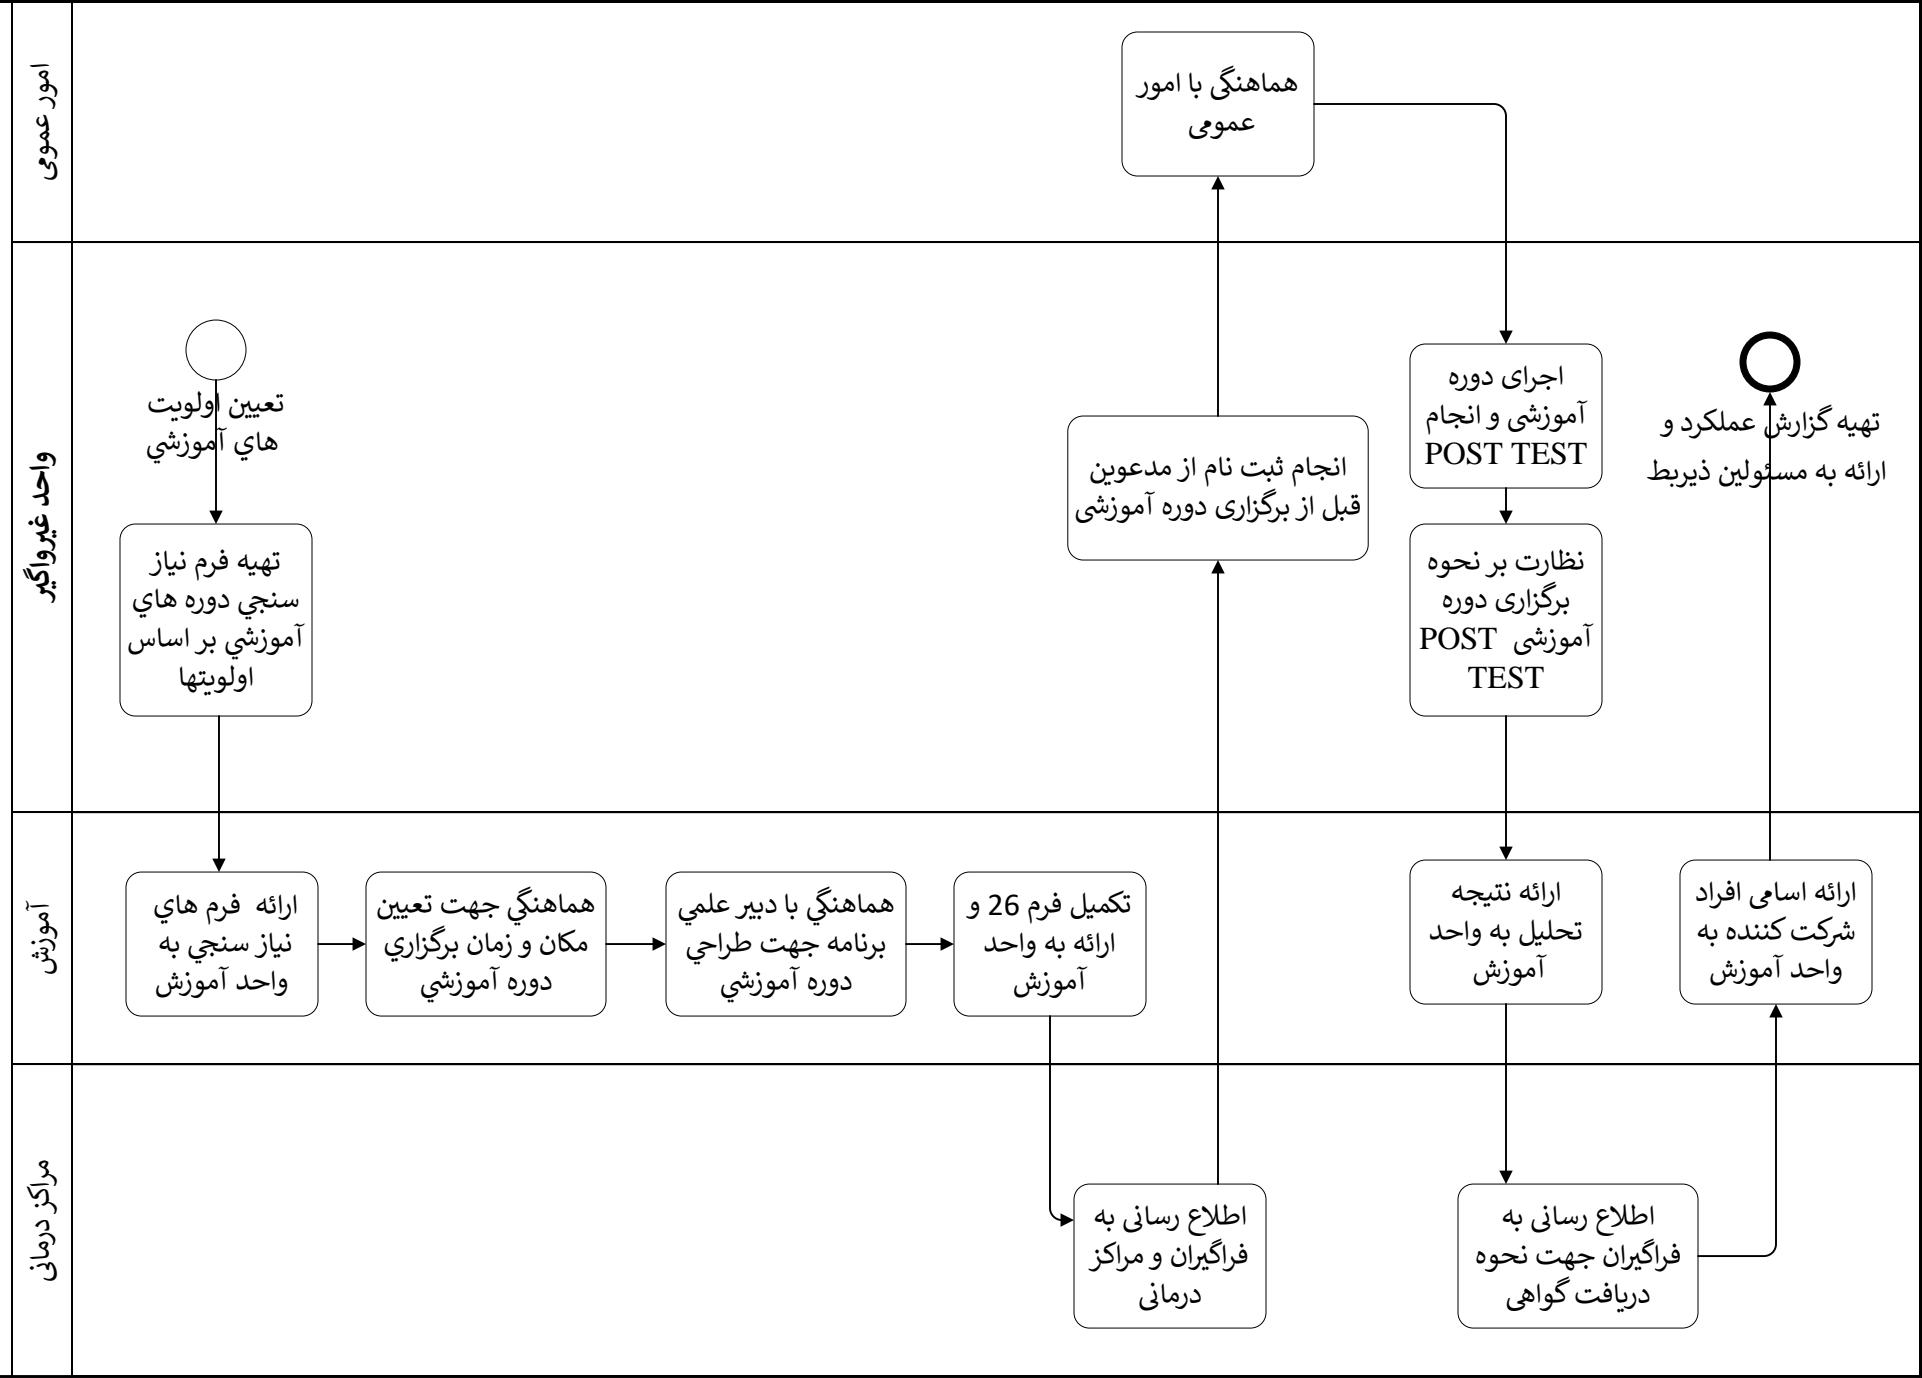 امور عمومی
هماهنگی با امور
عمومی
واحد غیرواگیر
تعیین اولویت
هاي آموزشي
تهیه فرم نیاز
سنجي دوره هاي
آموزشي بر اساس
اولویتها
انجام ثبت نام از مدعوین
قبل از برگزاری دوره آموزشی
اجرای دوره
آموزشی و انجام
POST TEST
نظارت بر نحوه
برگزاری دوره
آموزشی POST
TEST
تهیه گزارش عملکرد و
ارائه به مسئولین ذیربط
آموزش
ارائه فرم هاي
نیاز سنجي به
واحد آموزش
هماهنگي جهت تعیین
مکان و زمان برگزاري
دوره آموزشي
هماهنگي با دبیر علمي
برنامه جهت طراحي
دوره آموزشي
تکمیل فرم 26 و
ارائه به واحد
آموزش
ارائه نتیجه
تحلیل به واحد
آموزش
ارائه اسامی افراد
شرکت کننده به
واحد آموزش
مراکز درمانی
اطلاع رسانی به
فراگیران و مراکز
درمانی
اطلاع رسانی به
فراگیران جهت نحوه
دریافت گواهی